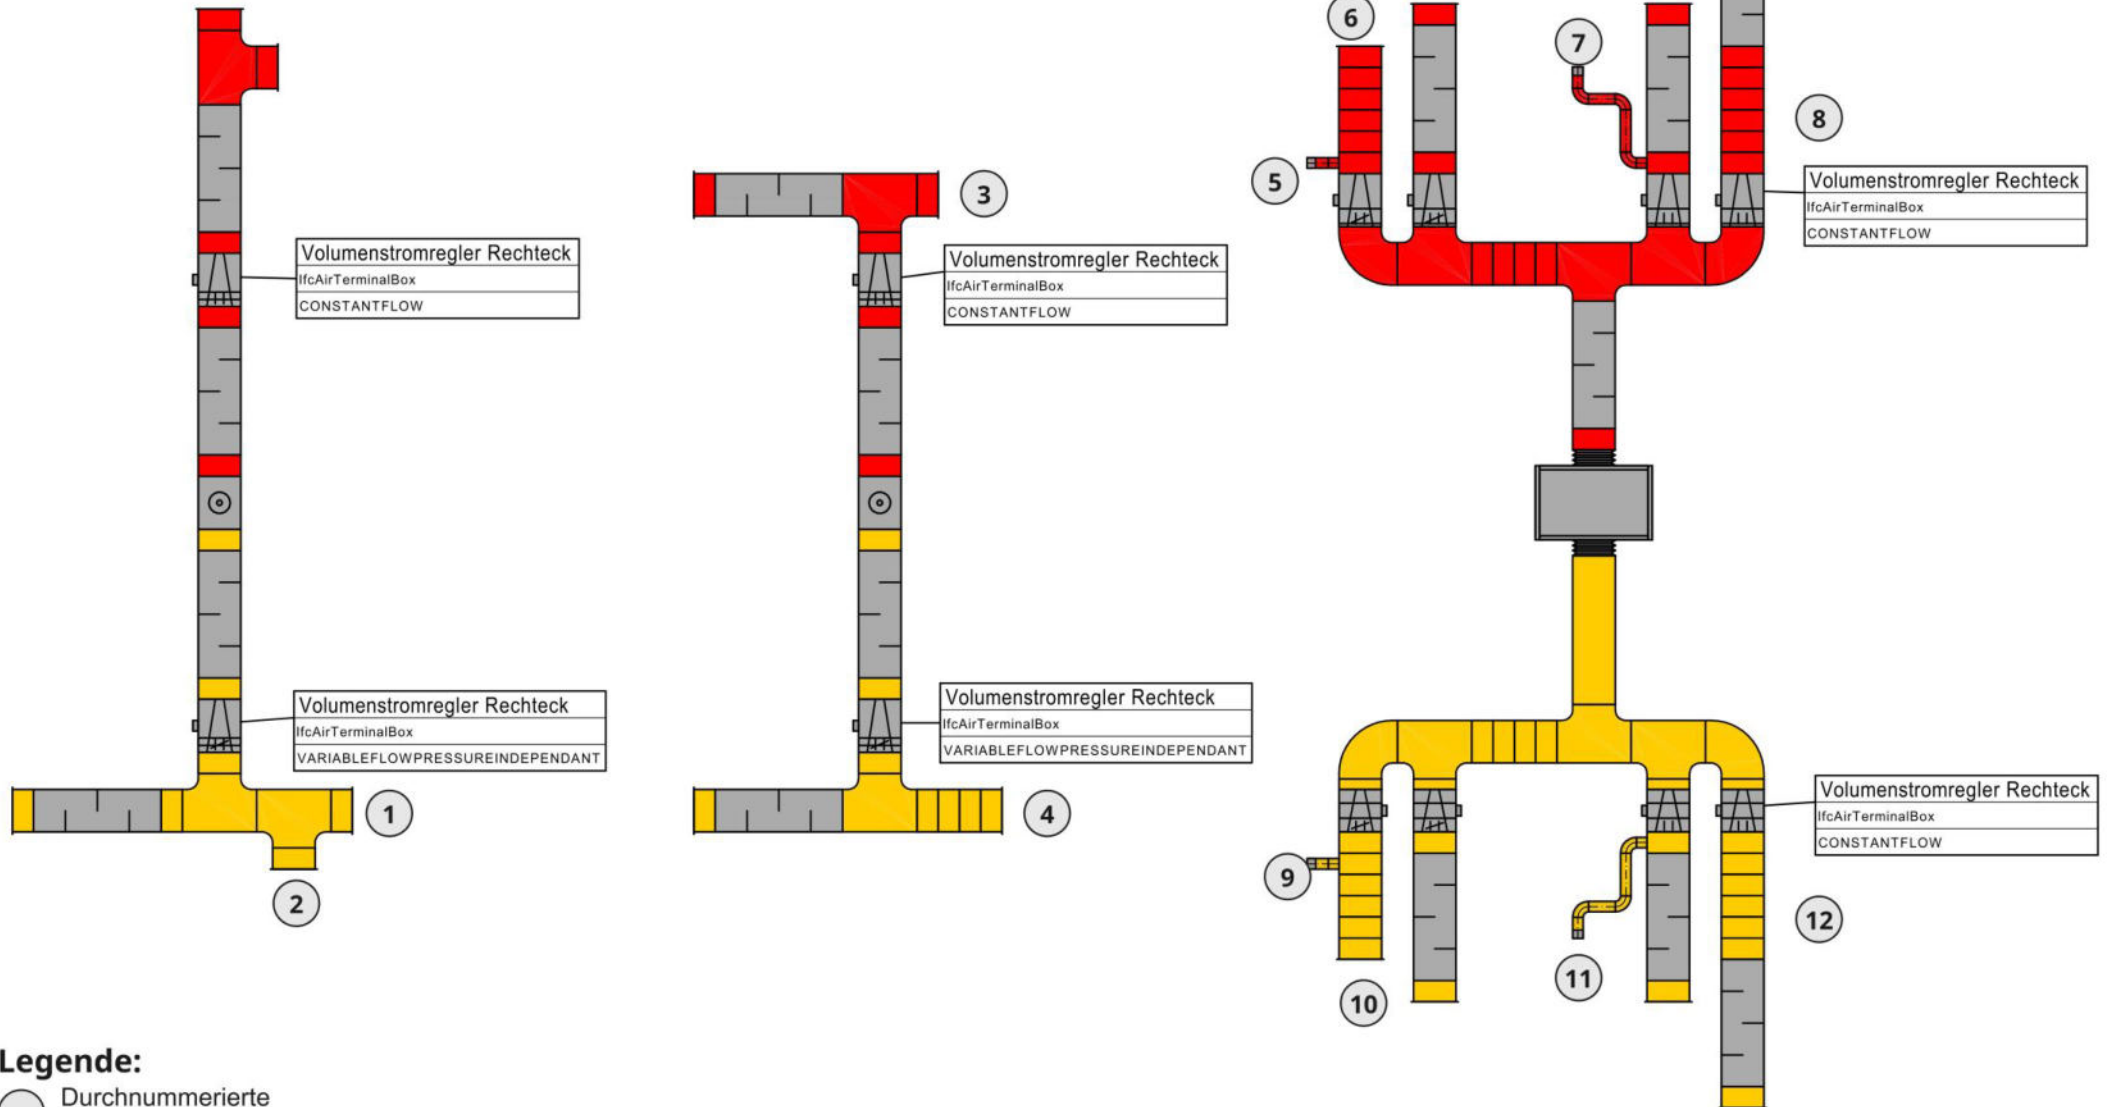 6
7
8
5
Volumenstromregler Rechteck
IfcAirTerminalBox
CONSTANTFLOW
3
Volumenstromregler Rechteck
IfcAirTerminalBox
CONSTANTFLOW
Volumenstromregler Rechteck
IfcAirTerminalBox
CONSTANTFLOW
Volumenstromregler Rechteck
IfcAirTerminalBox
VARIABLEFLOWPRESSUREINDEPENDANT
Volumenstromregler Rechteck
IfcAirTerminalBox
VARIABLEFLOWPRESSUREINDEPENDANT
Volumenstromregler Rechteck
IfcAirTerminalBox
CONSTANTFLOW
1
4
2
9
10
11
12
Legende:
Durchnummerierte